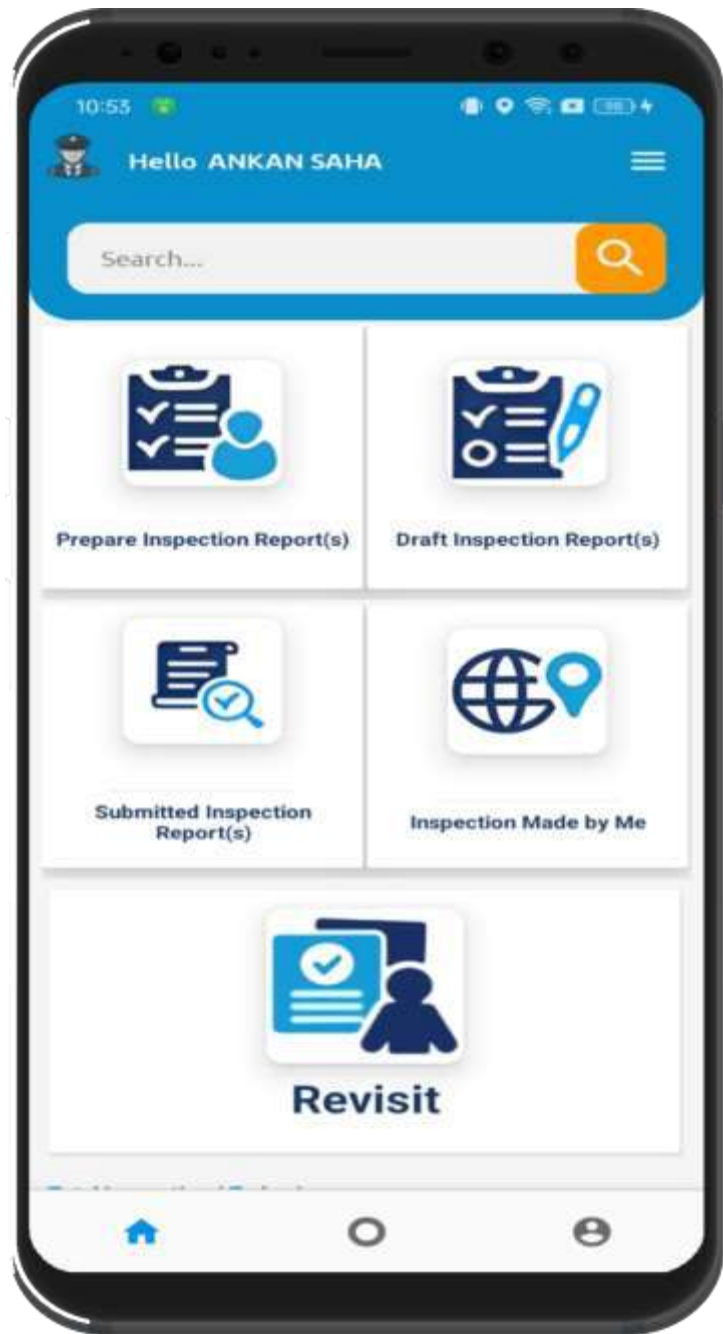 10:53
Hello ANKAN SAHA
Search...
Prepare Inspection Report(s)
Draft Inspection Report(s)
Submitted Inspection
Report(s)
Inspection Made by Me
Revisit